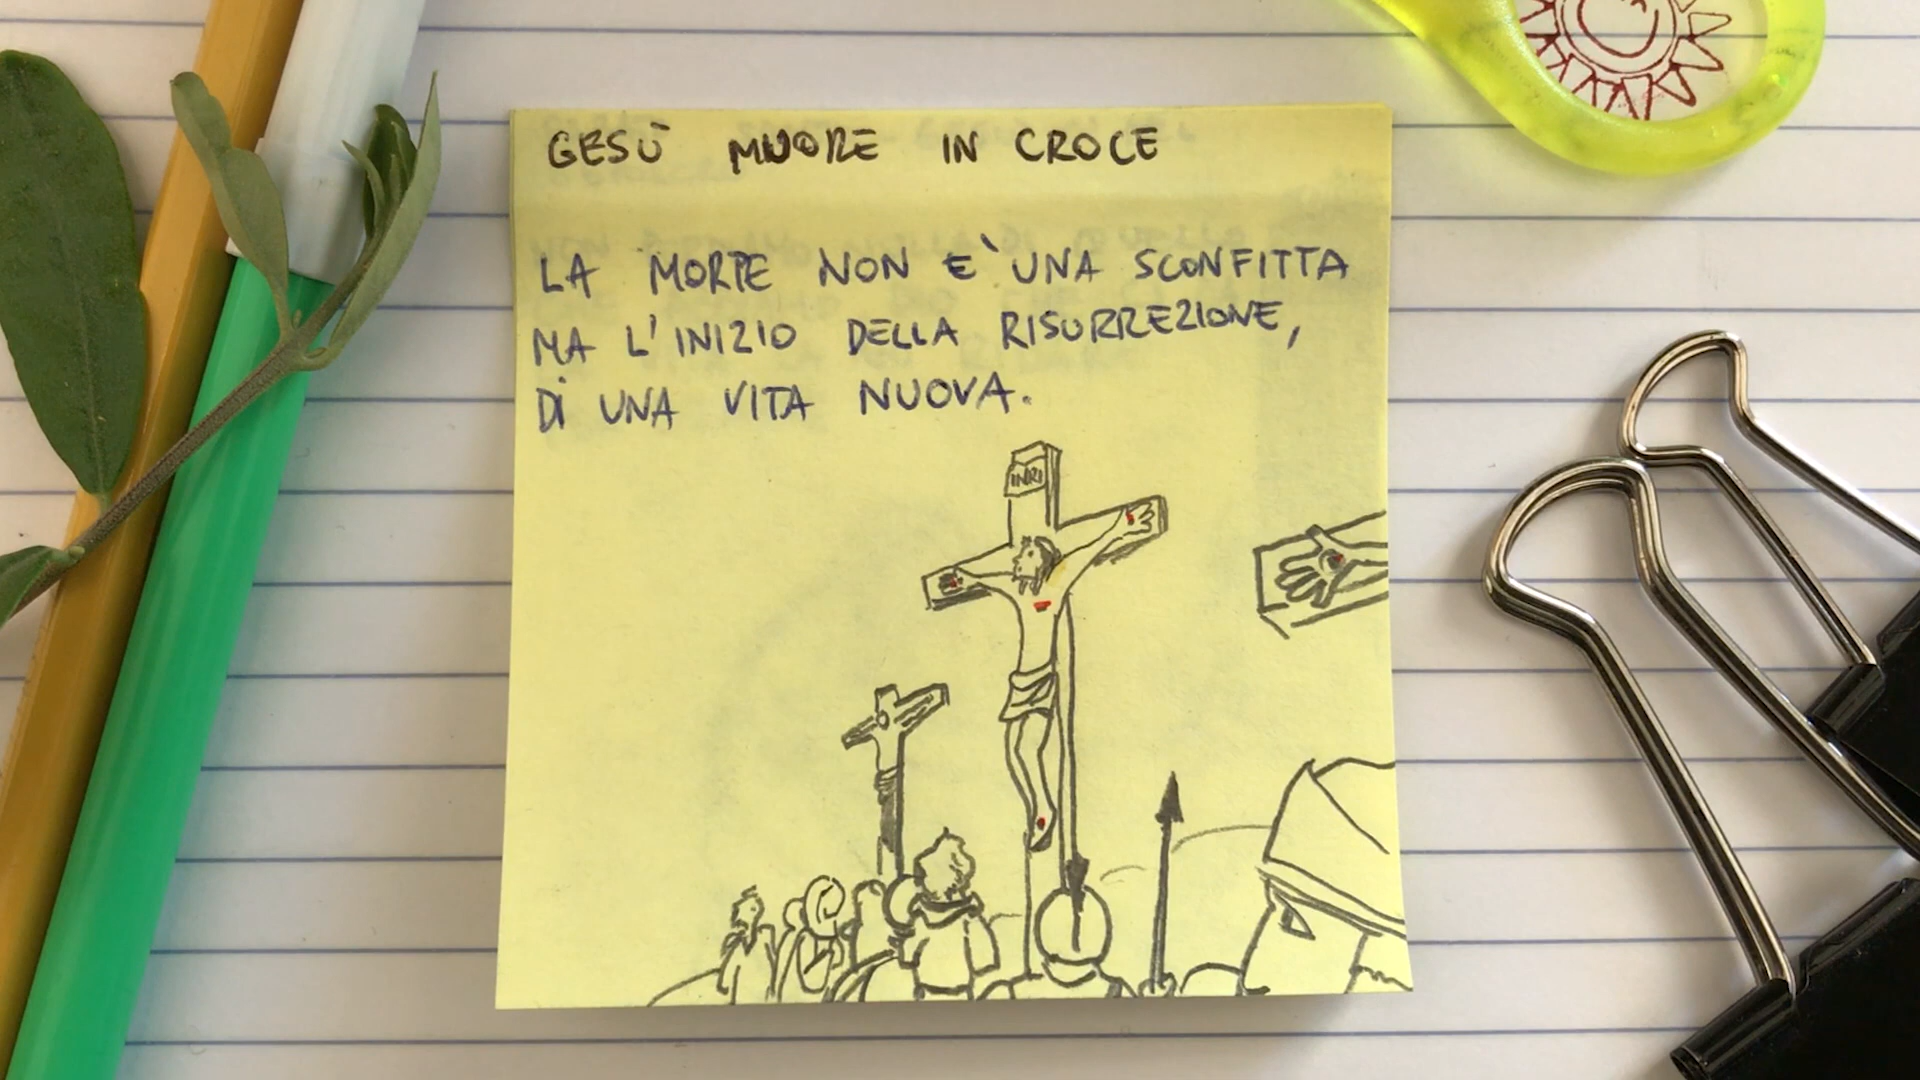 GESÙ MUORE IN CROCE
LA MORTE NON È UNA SCONFITTA
MA L'INIZIO DELLA RISURREZIONE,
DI UNA VITA NUOVA.
INRI